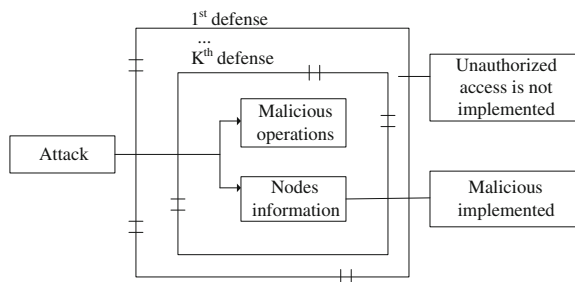 1st defense
...
Kth defense
Unauthorized
access is not
implemented
Malicious
operations
Attack
Nodes
information
Malicious
implemented